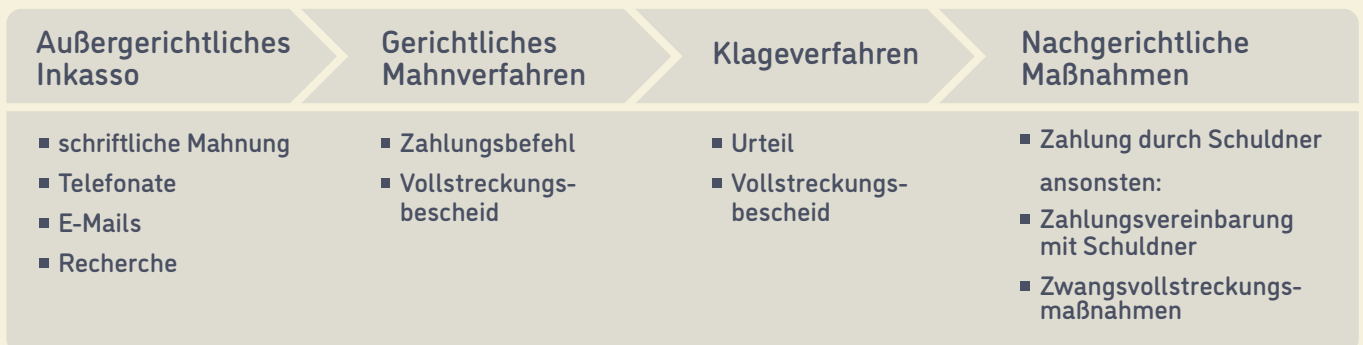 Außergerichtliches
Inkasso
Gerichtliches
Mahnverfahren
Klageverfahren
Nachgerichtliche
Maßnahmen
▪ schriftliche Mahnung
▪ Telefonate
▪ E-Mails
▪ Recherche
▪ Zahlungsbefehl
▪ Vollstreckungs-
bescheid
▪ Urteil
▪ Vollstreckungs-
bescheid
▪ Zahlung durch Schuldner
ansonsten:
▪ Zahlungsvereinbarung
mit Schuldner
▪ Zwangsvollstreckungs-
maßnahmen